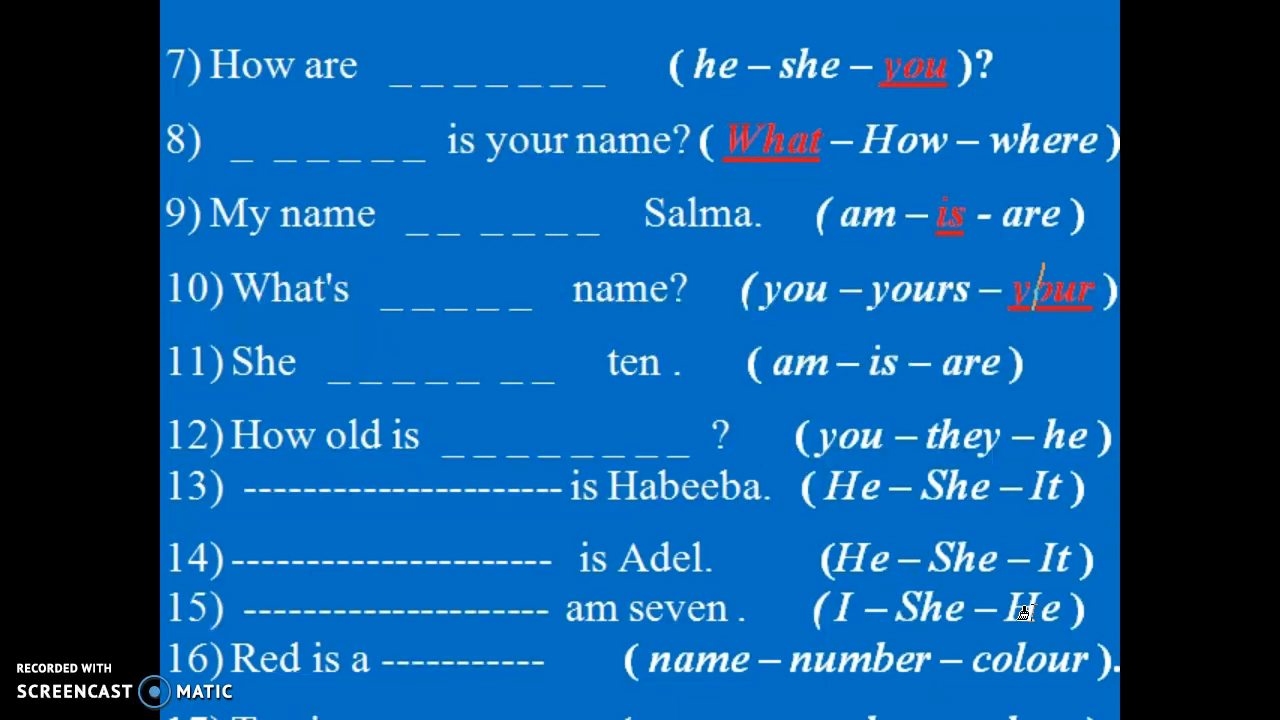 7) How are _ _ _ _ _ _ _ ( he – she – you )?
8) _ _ _ _ _ _ is your name? ( What – How – where )
9) My name _ _ _ _ _ _ Salma. ( am – is - are )
10) What's _ _ _ _ _ name? ( you – yours – your )
11) She _ _ _ _ _ _ _ ten . ( am – is – are )
12) How old is _ _ _ _ _ _ _ _ ? ( you – they – he )
13) ---------------------- is Habeeba. ( He – She – It )
14) ---------------------- is Adel. (He – She – It )
15) --------------------- am seven . ( I – She – He )
16) Red is a ----------- ( name – number – colour ).
RECORDED WITH
SCREENCAST MATIC